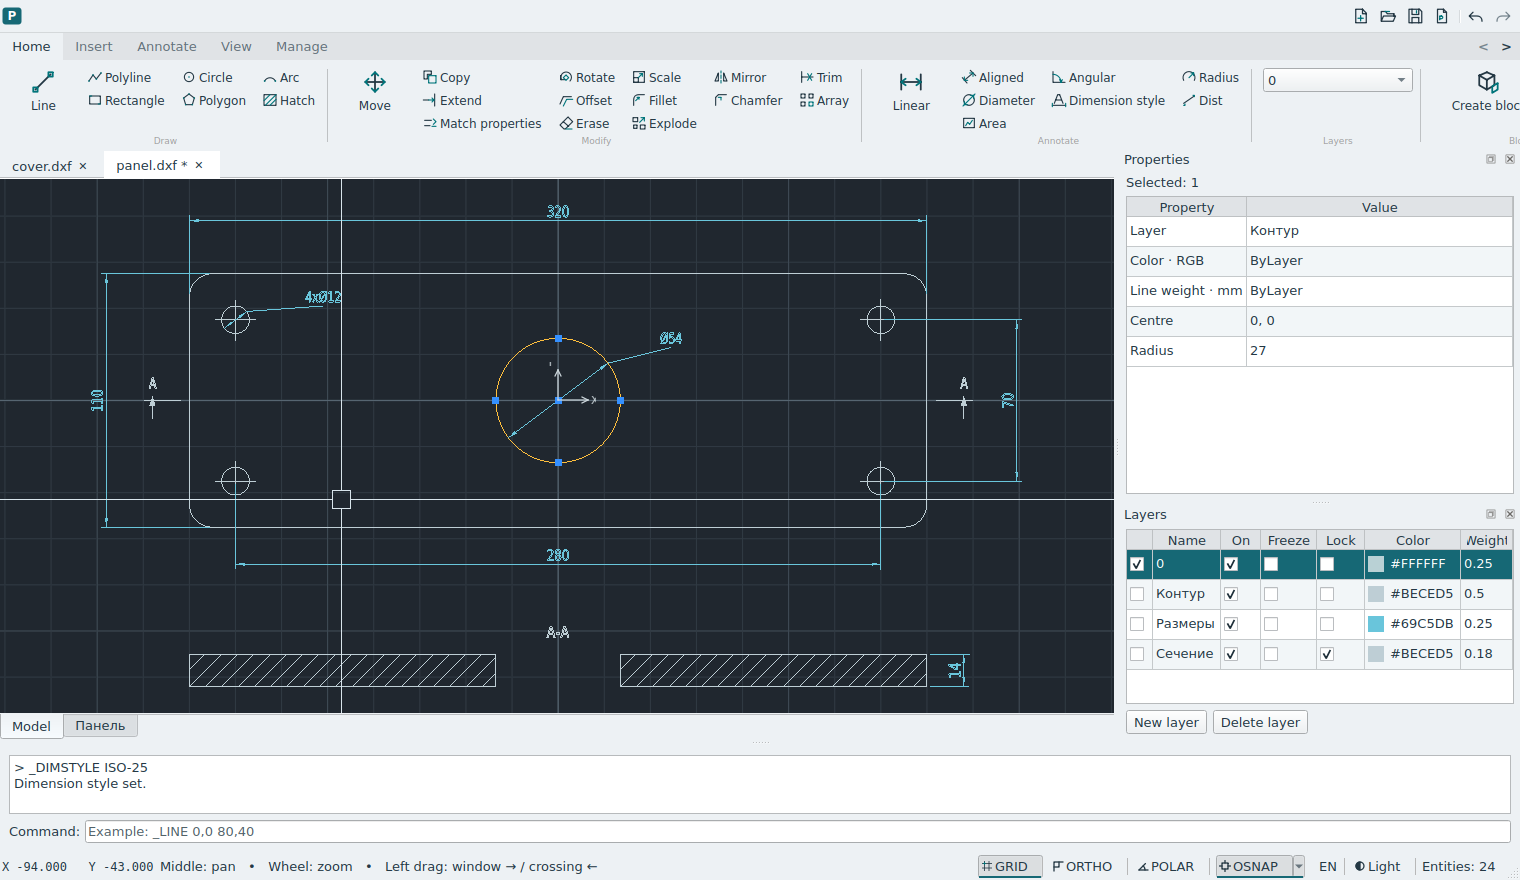 P
Home Insert Annotate View Manage < >
Line Polyline Circle Arc Move Copy Rotate Scale Mirror Trim Linear Aligned Angular Radius 0 Create bloc
Rectangle Polygon Hatch Extend Offset Fillet Chamfer Array Diameter Dimension style Dist
Match properties Erase Explode Area
Draw Modify Annotate Layers Blo
cover.dxf × panel.dxf * ×
320
4xØ12
Ø54
A A
110
70
X
280
A-A
14
Model Панель
Properties
Selected: 1
Property Value
Layer Контур
Color · RGB ByLayer
Line weight · mm ByLayer
Centre 0, 0
Radius 27
Layers
Name On Freeze Lock Color Weight
0 #FFFFFF 0.25
Контур #BECED5 0.5
Размеры #69C5DB 0.25
Сечение #BECED5 0.18
New layer Delete layer
> _DIMSTYLE ISO-25
Dimension style set.
Command: Example: _LINE 0,0 80,40
X -94.000 Y -43.000 Middle: pan • Wheel: zoom • Left drag: window → / crossing ← GRID ORTHO POLAR OSNAP EN Light Entities: 24